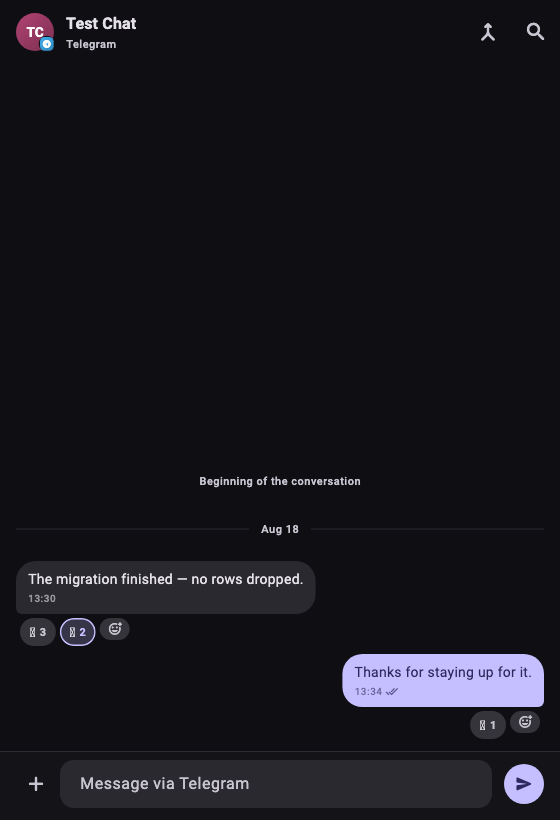 TC
Test Chat
Telegram
Beginning of the conversation
Aug 18
The migration finished — no rows dropped.
13:30
3
2
Thanks for staying up for it.
13:34
1
Message via Telegram